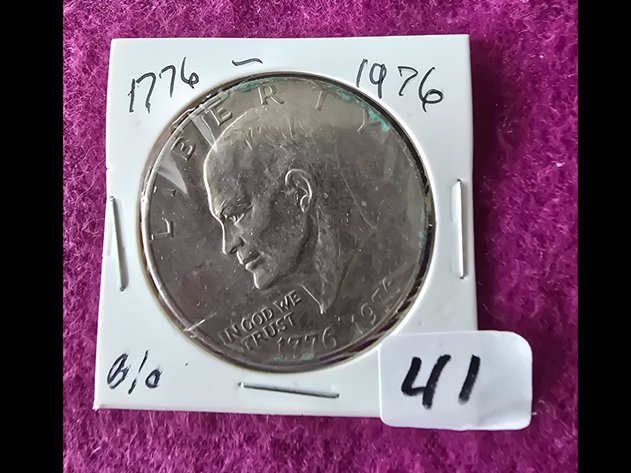 1776 - 1976
LIBERTY
IN GOD WE
TRUST
1776·1976
41